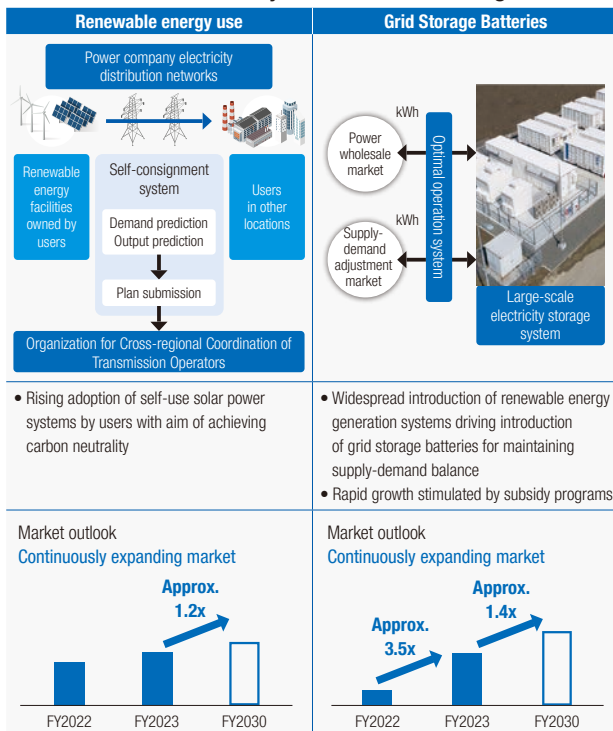 Renewable energy use
Power company electricity
distribution networks
Renewable
energy
facilities
owned by
users
Self-consignment
system
Demand prediction
Output prediction
Plan submission
Users
in other
locations
Organization for Cross-regional Coordination of
Transmission Operators
Grid Storage Batteries
kWh
Power
wholesale
market
kWh
Supply-
demand
adjustment
market
Optimal operation system
Large-scale
electricity storage
system
• Rising adoption of self-use solar power
systems by users with aim of achieving
carbon neutrality
• Widespread introduction of renewable energy
generation systems driving introduction
of grid storage batteries for maintaining
supply-demand balance
• Rapid growth stimulated by subsidy programs
Market outlook
Continuously expanding market
Approx.
1.2x
FY2022
FY2023
FY2030
Market outlook
Continuously expanding market
Approx.
3.5x
Approx.
1.4x
FY2022
FY2023
FY2030